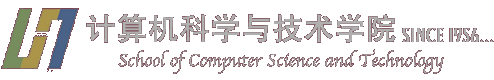 计算机科学与技术学院 SINCE 1956...
School of Computer Science and Technology